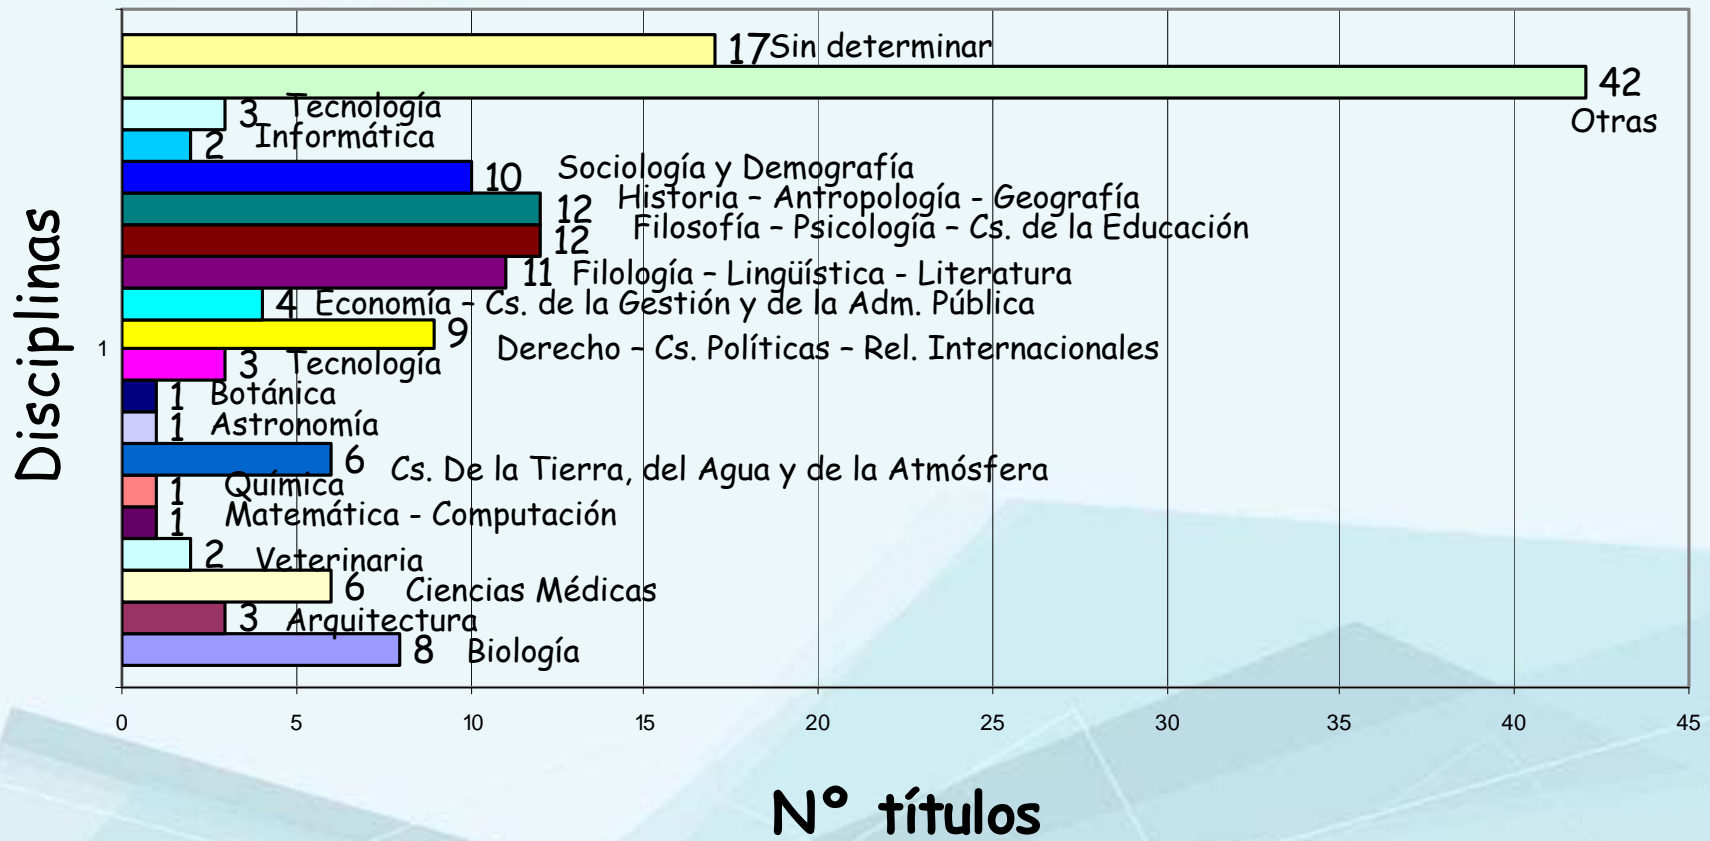 17 Sin determinar
42
Otras
3 Tecnología
2 Informática
10 Sociología y Demografía
12 Historia – Antropología - Geografía
12 Filosofía – Psicología – Cs. de la Educación
11 Filología – Lingüística - Literatura
4 Economía – Cs. de la Gestión y de la Adm. Pública
9 Derecho – Cs. Políticas – Rel. Internacionales
3 Tecnología
1 Botánica
1 Astronomía
6 Cs. De la Tierra, del Agua y de la Atmósfera
1 Química
1 Matemática - Computación
2 Veterinaria
6 Ciencias Médicas
3 Arquitectura
8 Biología
Disciplinas
1
0 5 10 15 20 25 30 35 40 45
Nº títulos